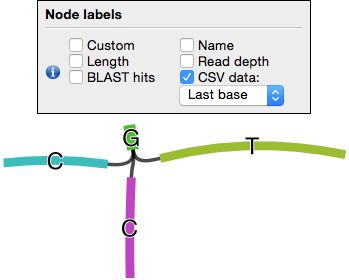 Node labels
Custom Name
Length Read depth
BLAST hits CSV data:
Last base
G
C T
C